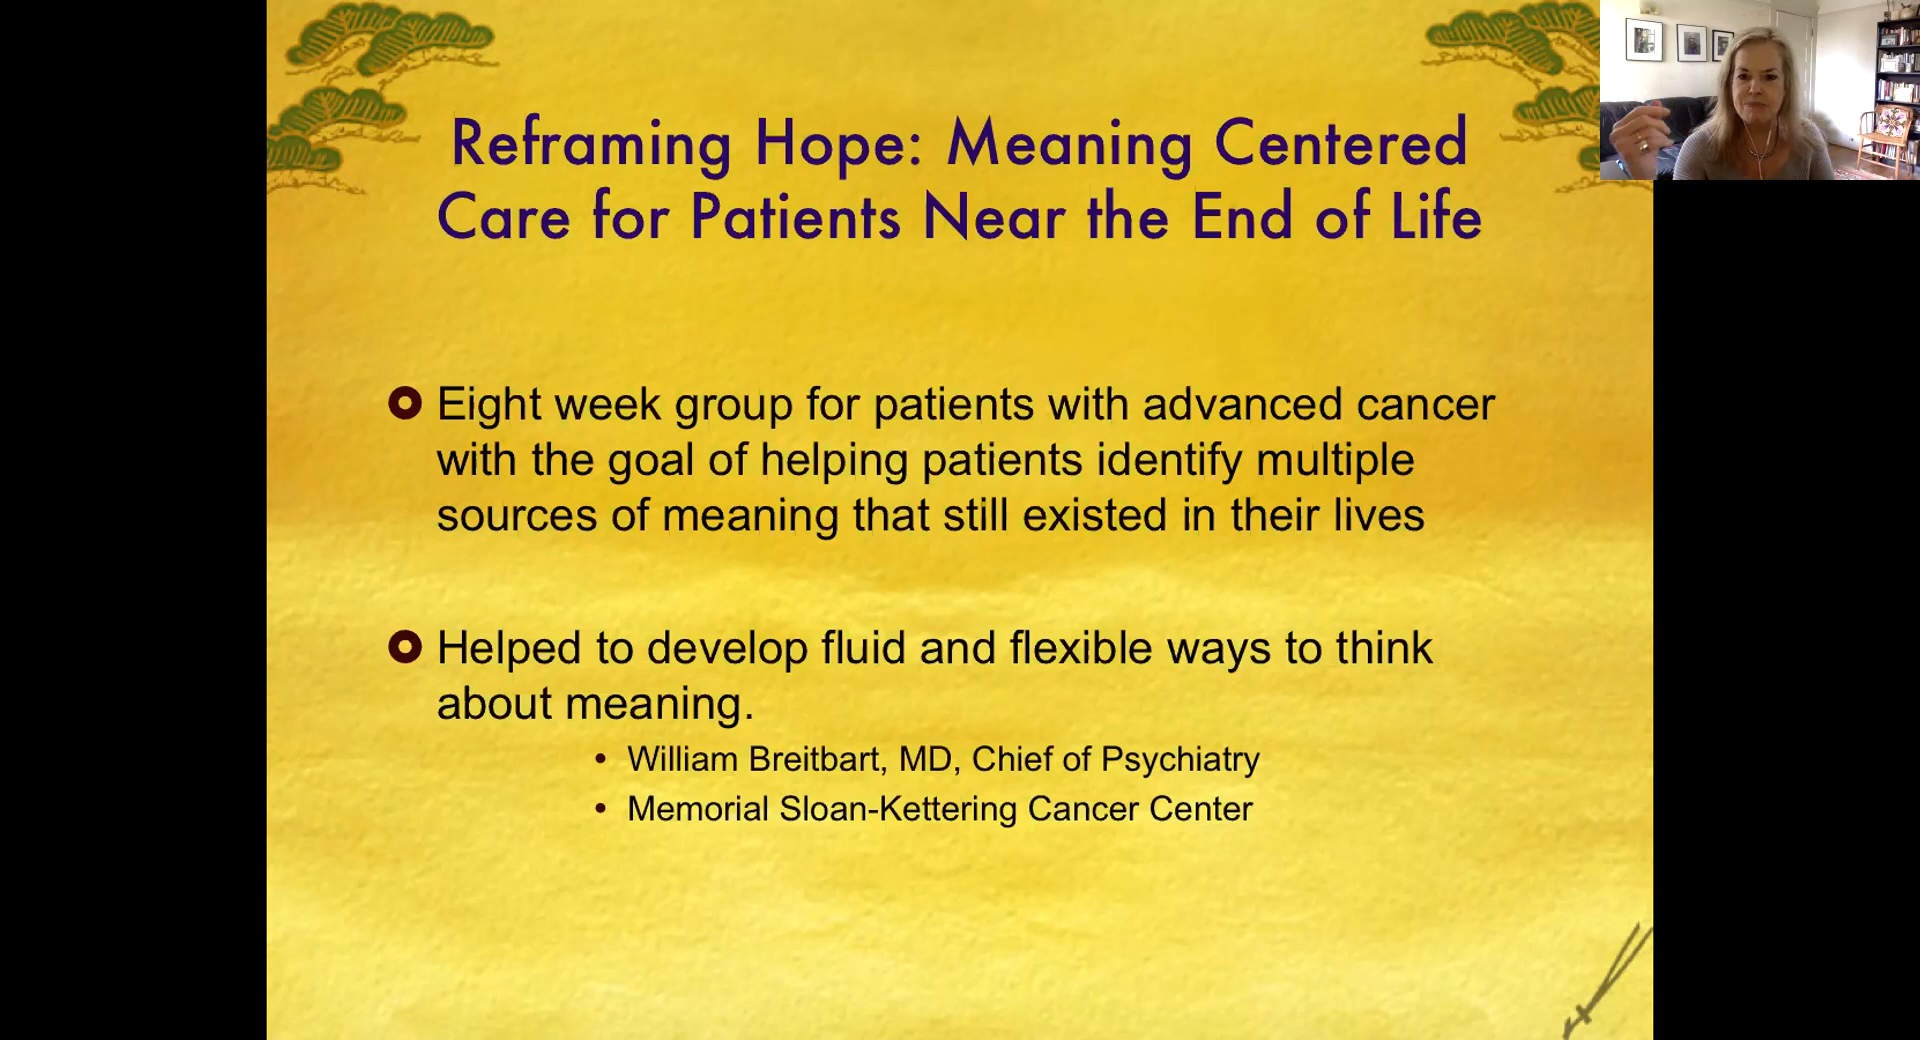 Reframing Hope: Meaning Centered
Care for Patients Near the End of Life
Eight week group for patients with advanced cancer
with the goal of helping patients identify multiple
sources of meaning that still existed in their lives
Helped to develop fluid and flexible ways to think
about meaning.
• William Breitbart, MD, Chief of Psychiatry
• Memorial Sloan-Kettering Cancer Center